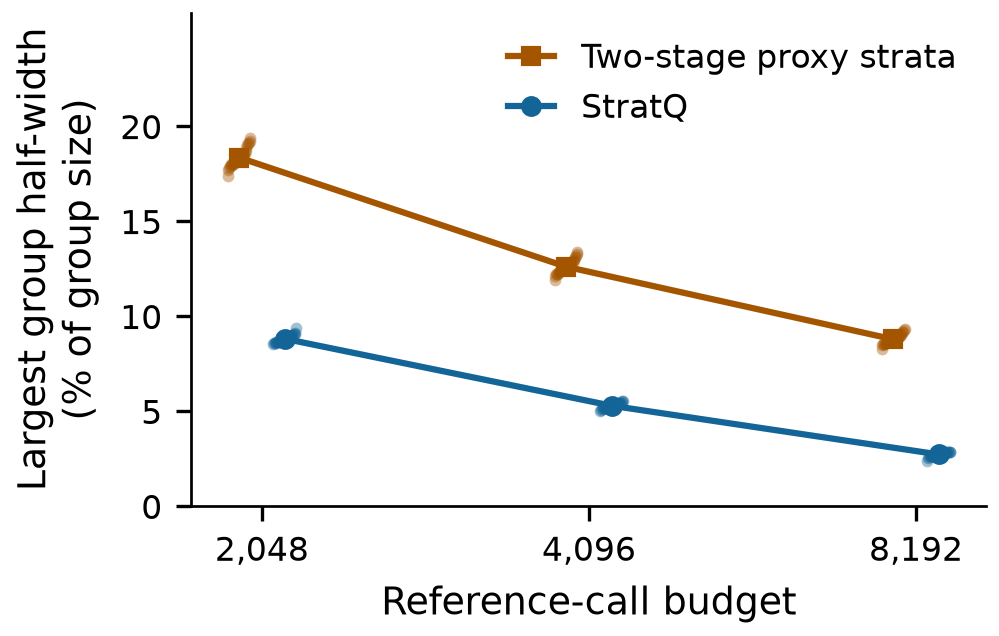 Largest group half-width
(% of group size)
20
15
10
5
0
Two-stage proxy strata
StratQ
2,048
4,096
8,192
Reference-call budget